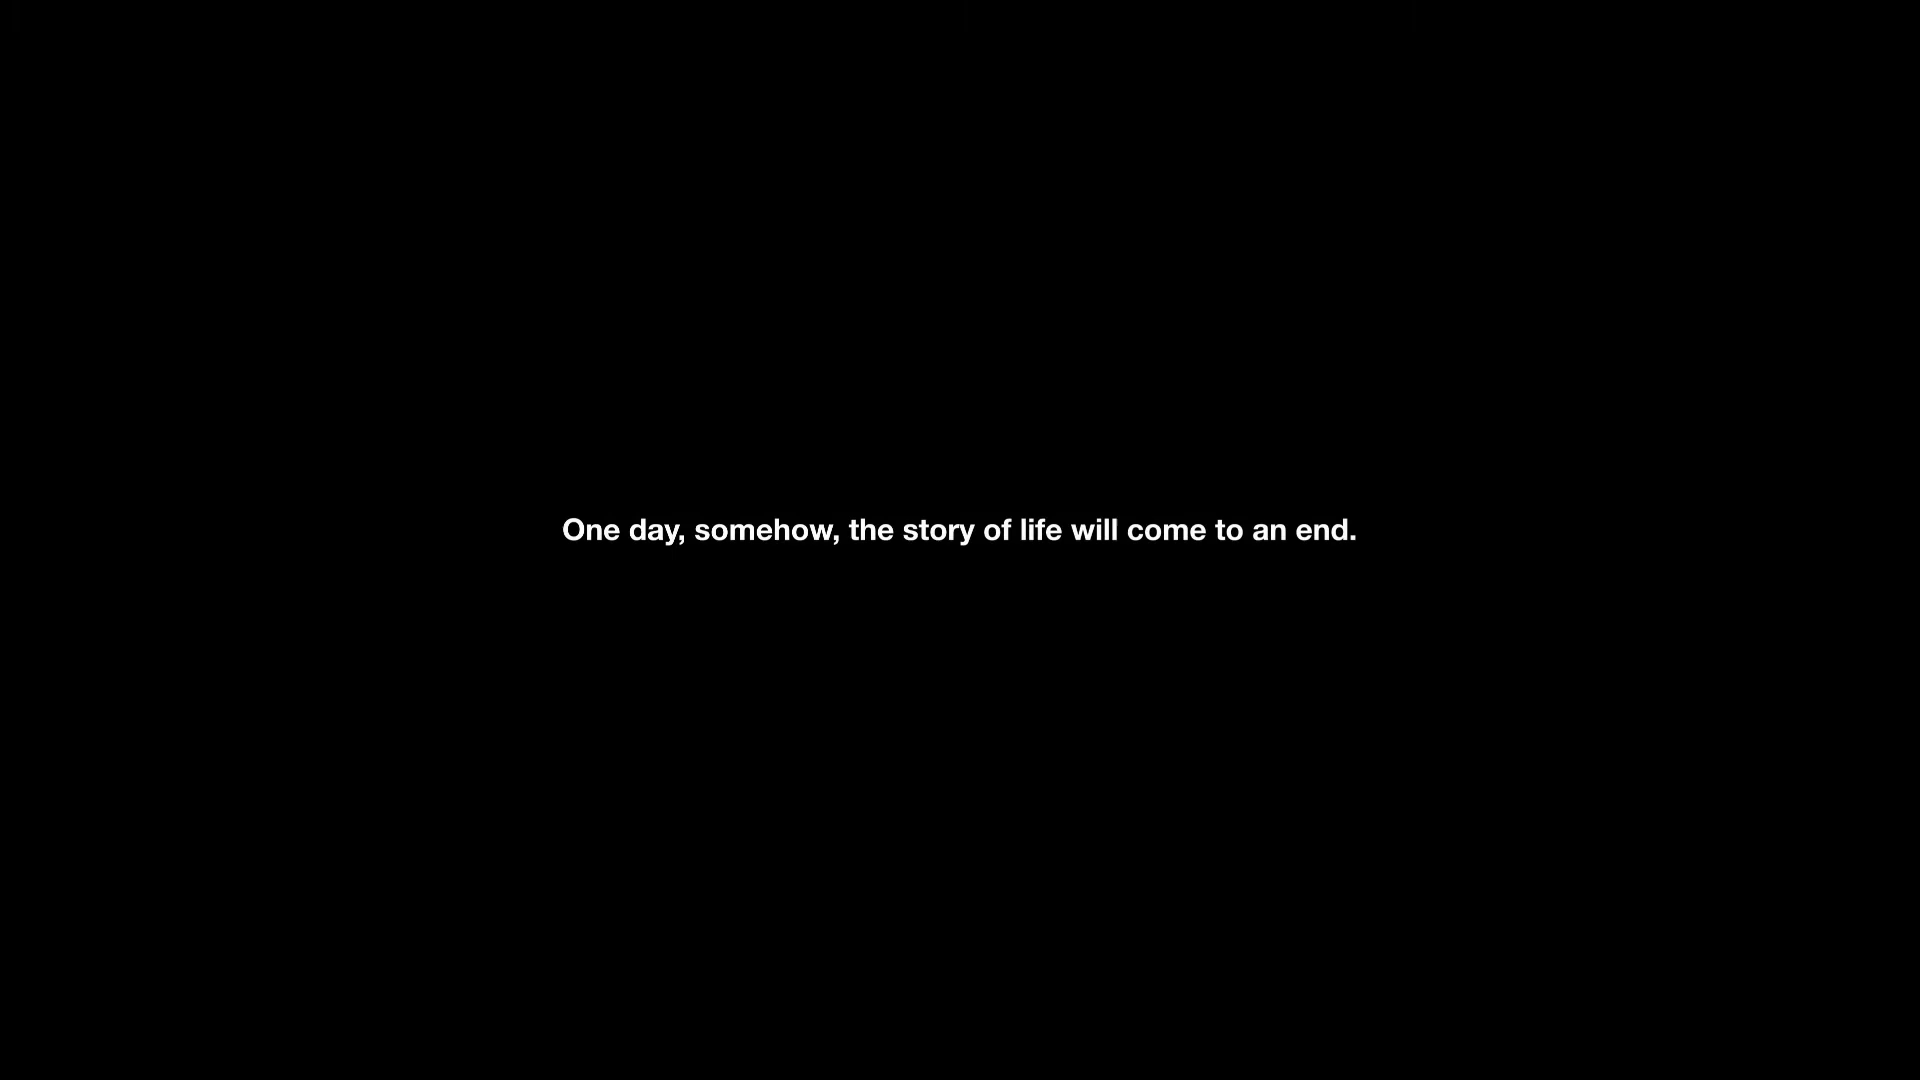 One day, somehow, the story of life will come to an end.